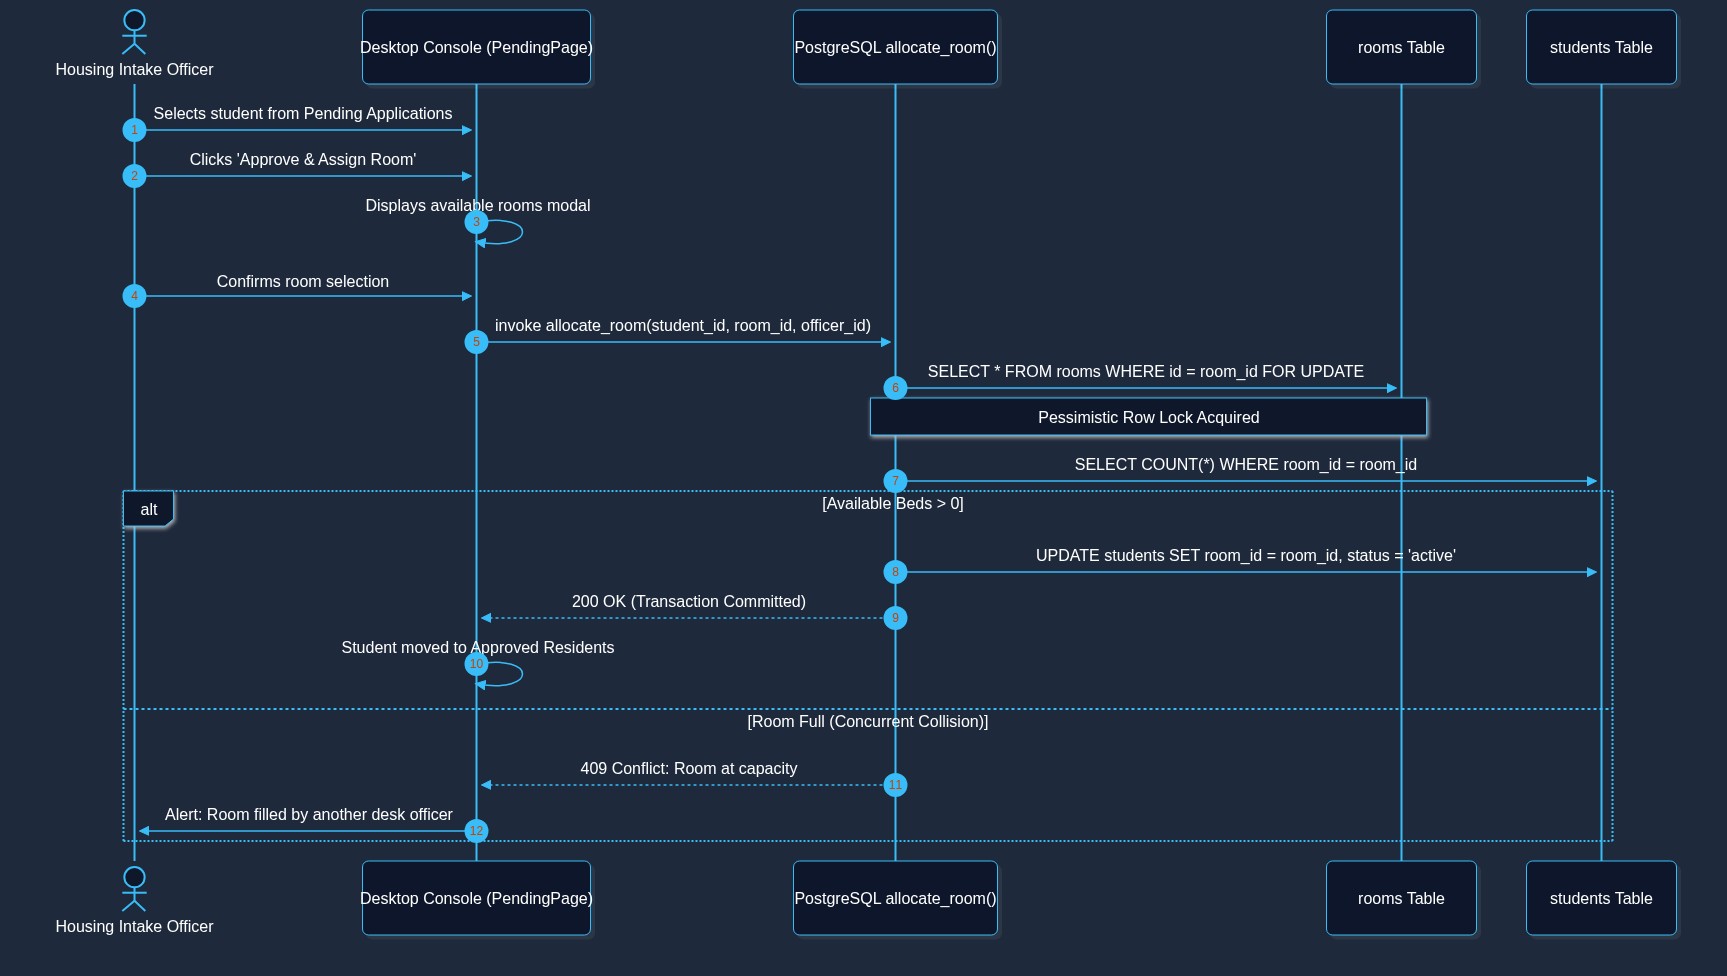 Housing Intake Officer
Desktop Console (PendingPage)
PostgreSQL allocate_room()
rooms Table
students Table
Selects student from Pending Applications
1
Clicks 'Approve & Assign Room'
2
Displays available rooms modal
3
Confirms room selection
4
invoke allocate_room(student_id, room_id, officer_id)
5
SELECT * FROM rooms WHERE id = room_id FOR UPDATE
6
Pessimistic Row Lock Acquired
SELECT COUNT(*) WHERE room_id = room_id
7
alt
[Available Beds > 0]
UPDATE students SET room_id = room_id, status = 'active'
8
200 OK (Transaction Committed)
9
Student moved to Approved Residents
10
[Room Full (Concurrent Collision)]
409 Conflict: Room at capacity
11
Alert: Room filled by another desk officer
12
Housing Intake Officer
Desktop Console (PendingPage)
PostgreSQL allocate_room()
rooms Table
students Table